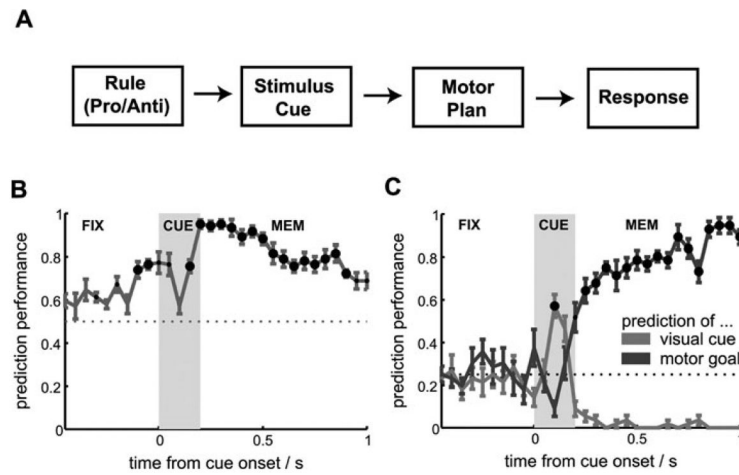 A
Rule
(Pro/Anti)
Stimulus
Cue
Motor
Plan
Response
B
prediction performance
1
0.8
0.6
0.4
0.2
0
FIX
CUE
MEM
0
0.5
1
time from cue onset / s
C
prediction performance
1
0.8
0.6
0.4
0.2
0
FIX
CUE
MEM
prediction of ...
visual cue
motor goal
0
0.5
1
time from cue onset / s